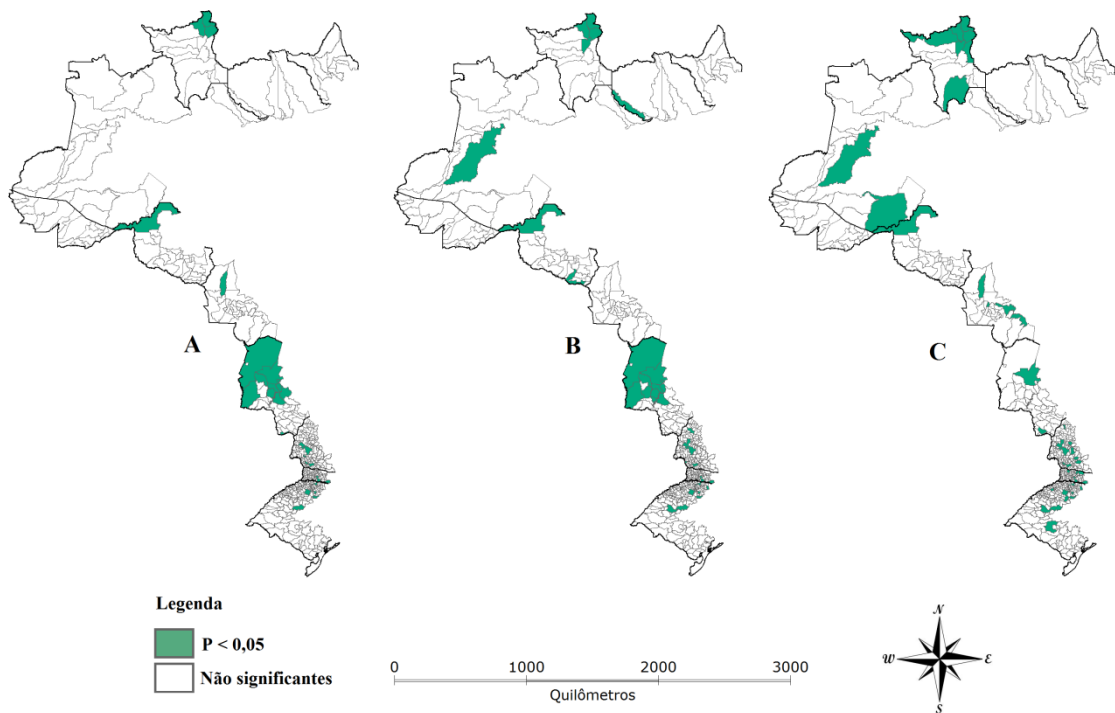 A
B
C
Legenda
P < 0,05
Não significantes
0 1000 2000 3000
Quilômetros
N
W E
S